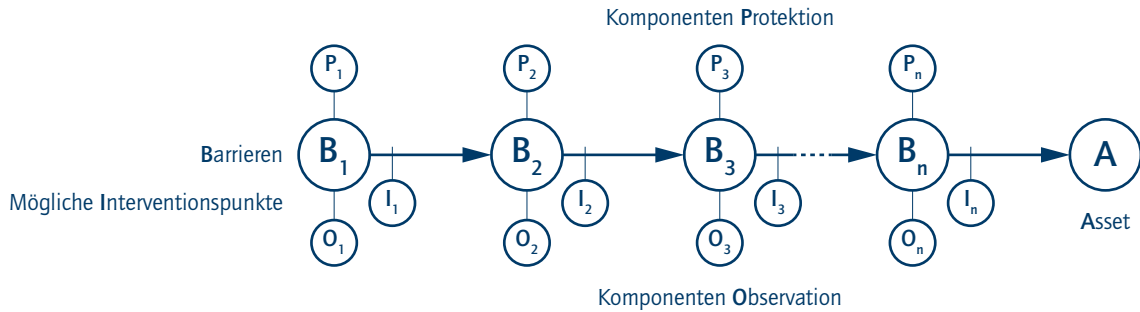 Komponenten Protektion
P1 P2 P3 Pn
Barrieren B1 B2 B3 Bn A
Mögliche Interventionspunkte I1 I2 I3 In
Asset
O1 O2 O3 On
Komponenten Observation